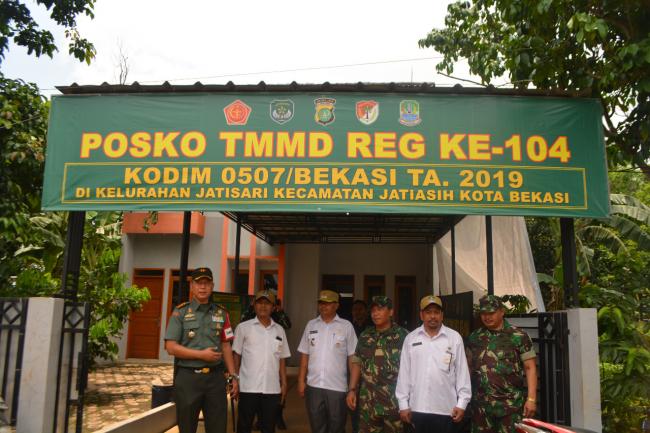 POSKO TMMD REG KE-104
KODIM 0507/BEKASI TA. 2019
DI KELURAHAN JATISARI KECAMATAN JATIASIH KOTA BEKASI